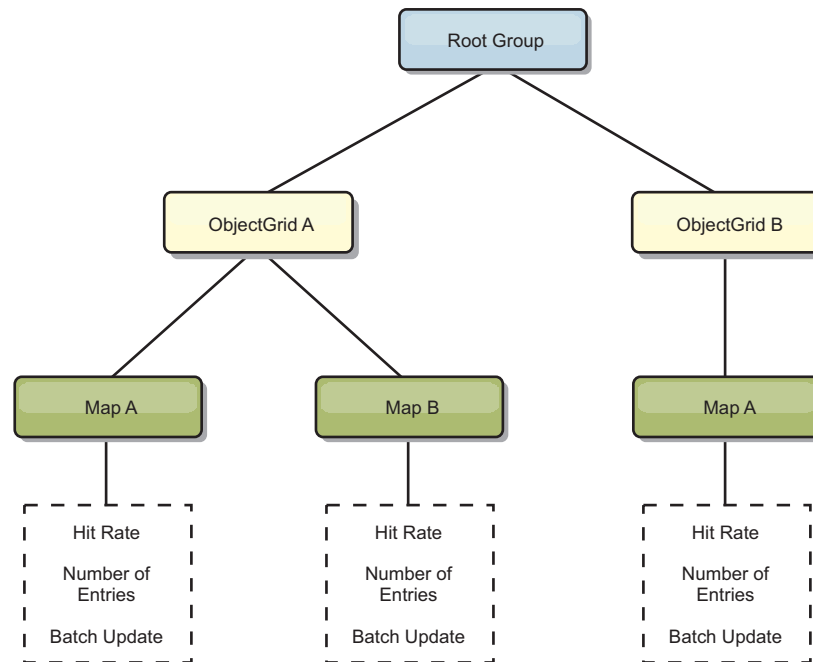 Root Group
ObjectGrid A
ObjectGrid B
Map A
Map B
Map A
Hit Rate
Number of
Entries
Batch Update
Hit Rate
Number of
Entries
Batch Update
Hit Rate
Number of
Entries
Batch Update